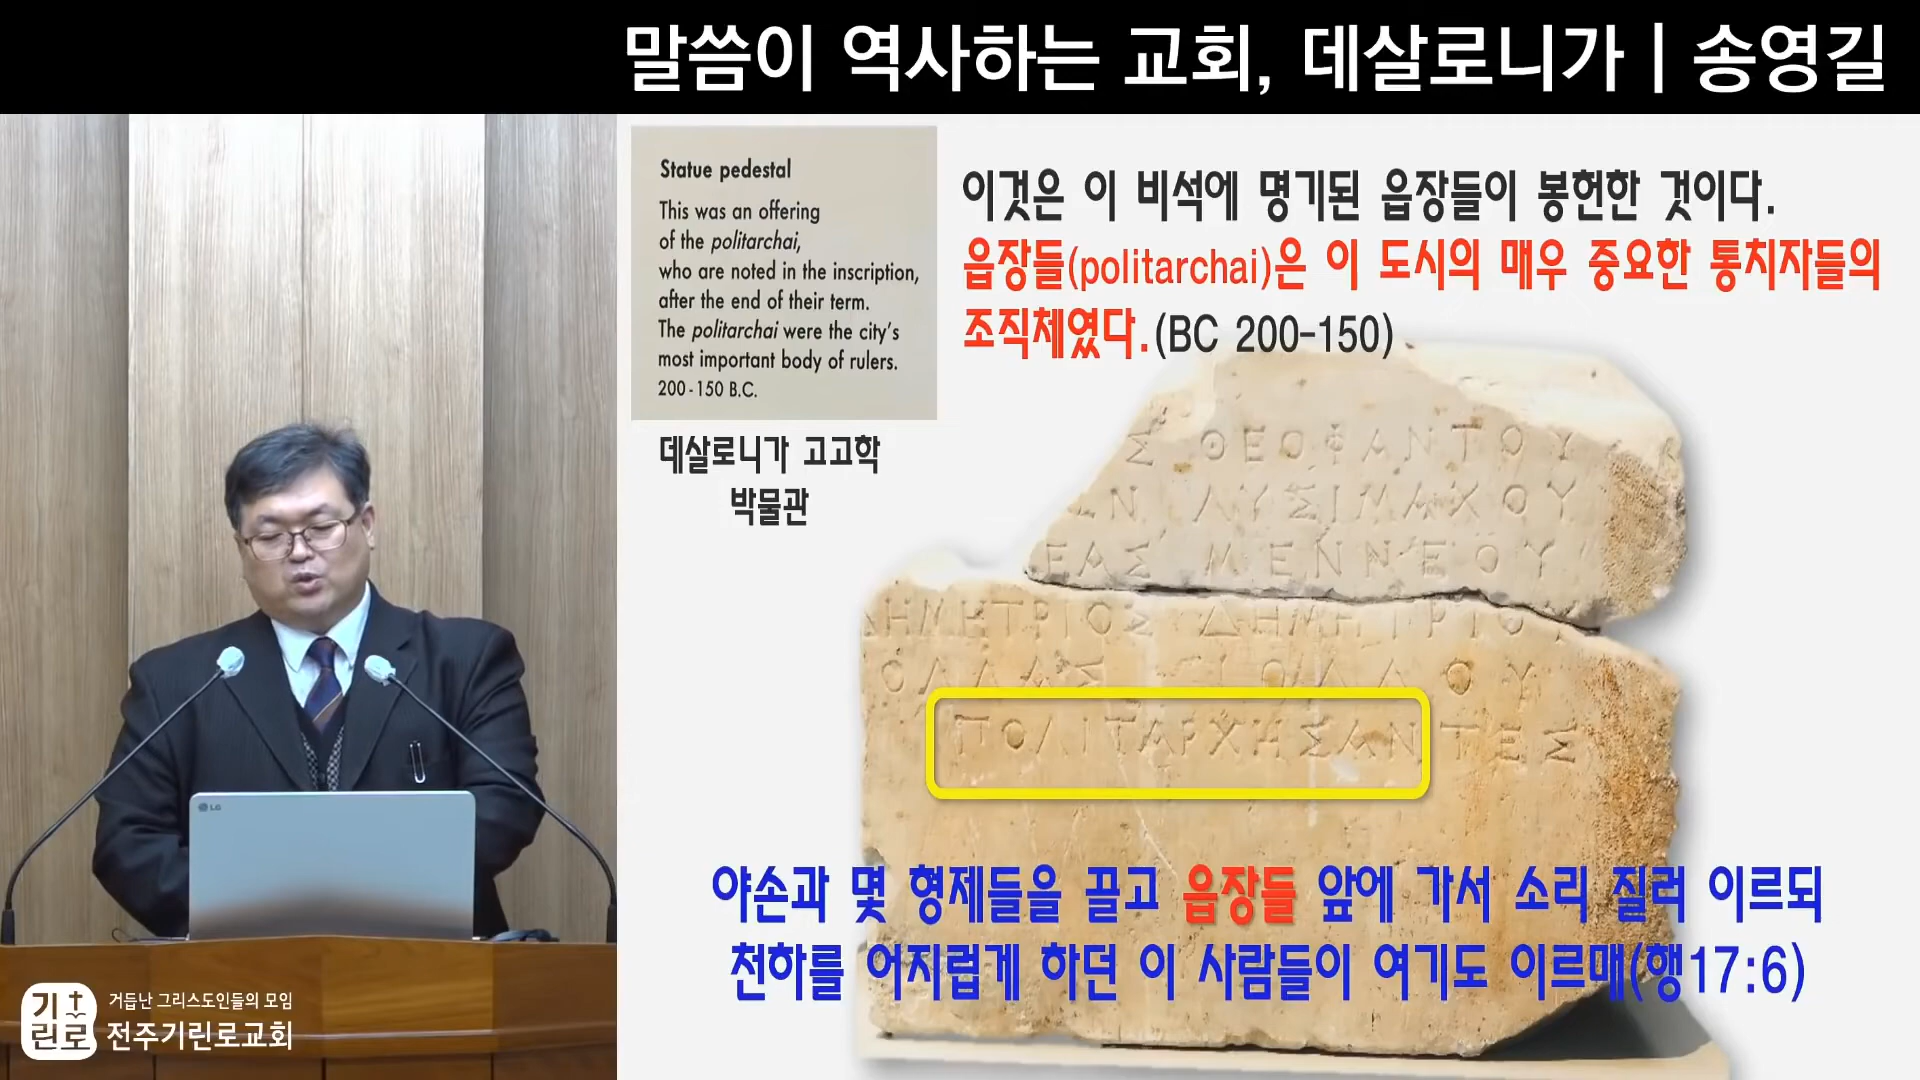 말씀이 역사하는 교회, 데살로니가 | 송영길
Statue pedestal
This was an offering
of the politarchai,
who are noted in the inscription,
after the end of their term.
The politarchai were the city's
most important body of rulers.
200-150 B.C.
데살로니가 고고학
박물관
이것은 이 비석에 명기된 읍장들이 봉헌한 것이다.
읍장들(politarchai)은 이 도시의 매우 중요한 통치자들의
조직체였다.(BC 200-150)
Σ ΘΕΟΦΑΝΤΟΥ
ΛΥΣΙΜΑΧΟΥ
ΕΑΣ ΜΕΝΝΕΟΥ
ΗΜΗΤΡΙΟΣ ΔΗΜΗΤΡΙΟΥ
ΟΛΛΑΣ ΙΟΛΛΟΥ
ΠΟΛΙΤΑΡΧΗΣΑΝΤΕΣ
야손과 몇 형제들을 끌고 읍장들 앞에 가서 소리 질러 이르되
천하를 어지럽게 하던 이 사람들이 여기도 이르매(행17:6)
LG
기린로
거듭난 그리스도인들의 모임
전주기린로교회